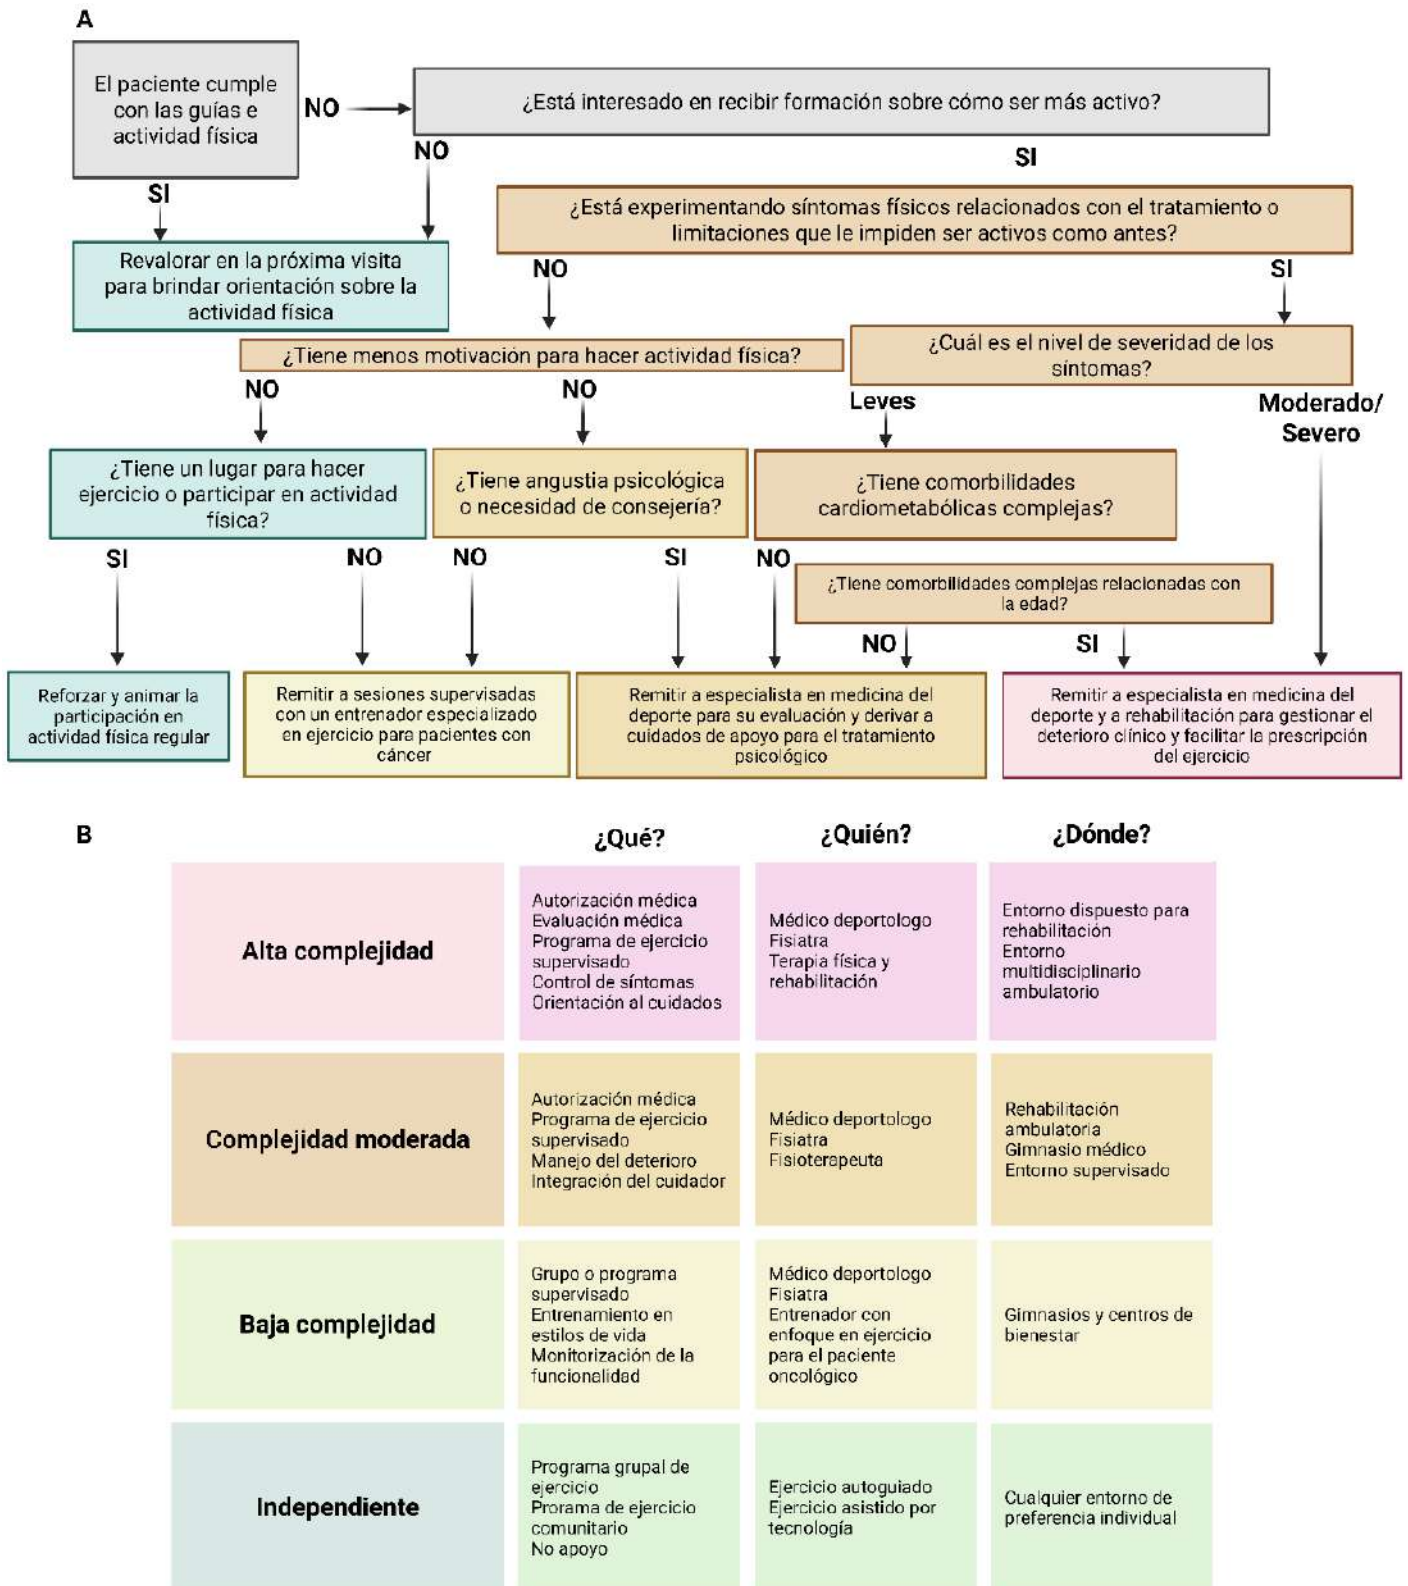 A
El paciente cumple
con las guías e
actividad física
NO
¿Está interesado en recibir formación sobre cómo ser más activo?
NO
SI
SI
¿Está experimentando síntomas físicos relacionados con el tratamiento o
limitaciones que le impiden ser activos como antes?
Revalorar en la próxima visita
para brindar orientación sobre la
actividad física
NO
SI
¿Tiene menos motivación para hacer actividad física?
¿Cuál es el nivel de severidad de los
síntomas?
NO
NO
Leves
Moderado/
Severo
¿Tiene un lugar para hacer
ejercicio o participar en actividad
física?
¿Tiene angustia psicológica
o necesidad de consejería?
¿Tiene comorbilidades
cardiometabólicas complejas?
SI
NO
NO
SI
NO
¿Tiene comorbilidades complejas relacionadas con
la edad?
NO
SI
Reforzar y animar la
participación en
actividad física regular
Remitir a sesiones supervisadas
con un entrenador especializado
en ejercicio para pacientes con
cáncer
Remitir a especialista en medicina del
deporte para su evaluación y derivar a
cuidados de apoyo para el tratamiento
psicológico
Remitir a especialista en medicina del
deporte y a rehabilitación para gestionar el
deterioro clínico y facilitar la prescripción
del ejercicio
B
¿Qué?
¿Quién?
¿Dónde?
Alta complejidad
Autorización médica
Evaluación médica
Programa de ejercicio
supervisado
Control de síntomas
Orientación al cuidados
Médico deportologo
Fisiatra
Terapia física y
rehabilitación
Entorno dispuesto para
rehabilitación
Entorno
multidisciplinario
ambulatorio
Complejidad moderada
Autorización médica
Programa de ejercicio
supervisado
Manejo del deterioro
Integración del cuidador
Médico deportologo
Fisiatra
Fisioterapeuta
Rehabilitación
ambulatoria
Gimnasio médico
Entorno supervisado
Baja complejidad
Grupo o programa
supervisado
Entrenamiento en
estilos de vida
Monitorización de la
funcionalidad
Médico deportologo
Fisiatra
Entrenador con
enfoque en ejercicio
para el paciente
oncológico
Gimnasios y centros de
bienestar
Independiente
Programa grupal de
ejercicio
Prorama de ejercicio
comunitario
No apoyo
Ejercicio autoguiado
Ejercicio asistido por
tecnología
Cualquier entorno de
preferencia individual